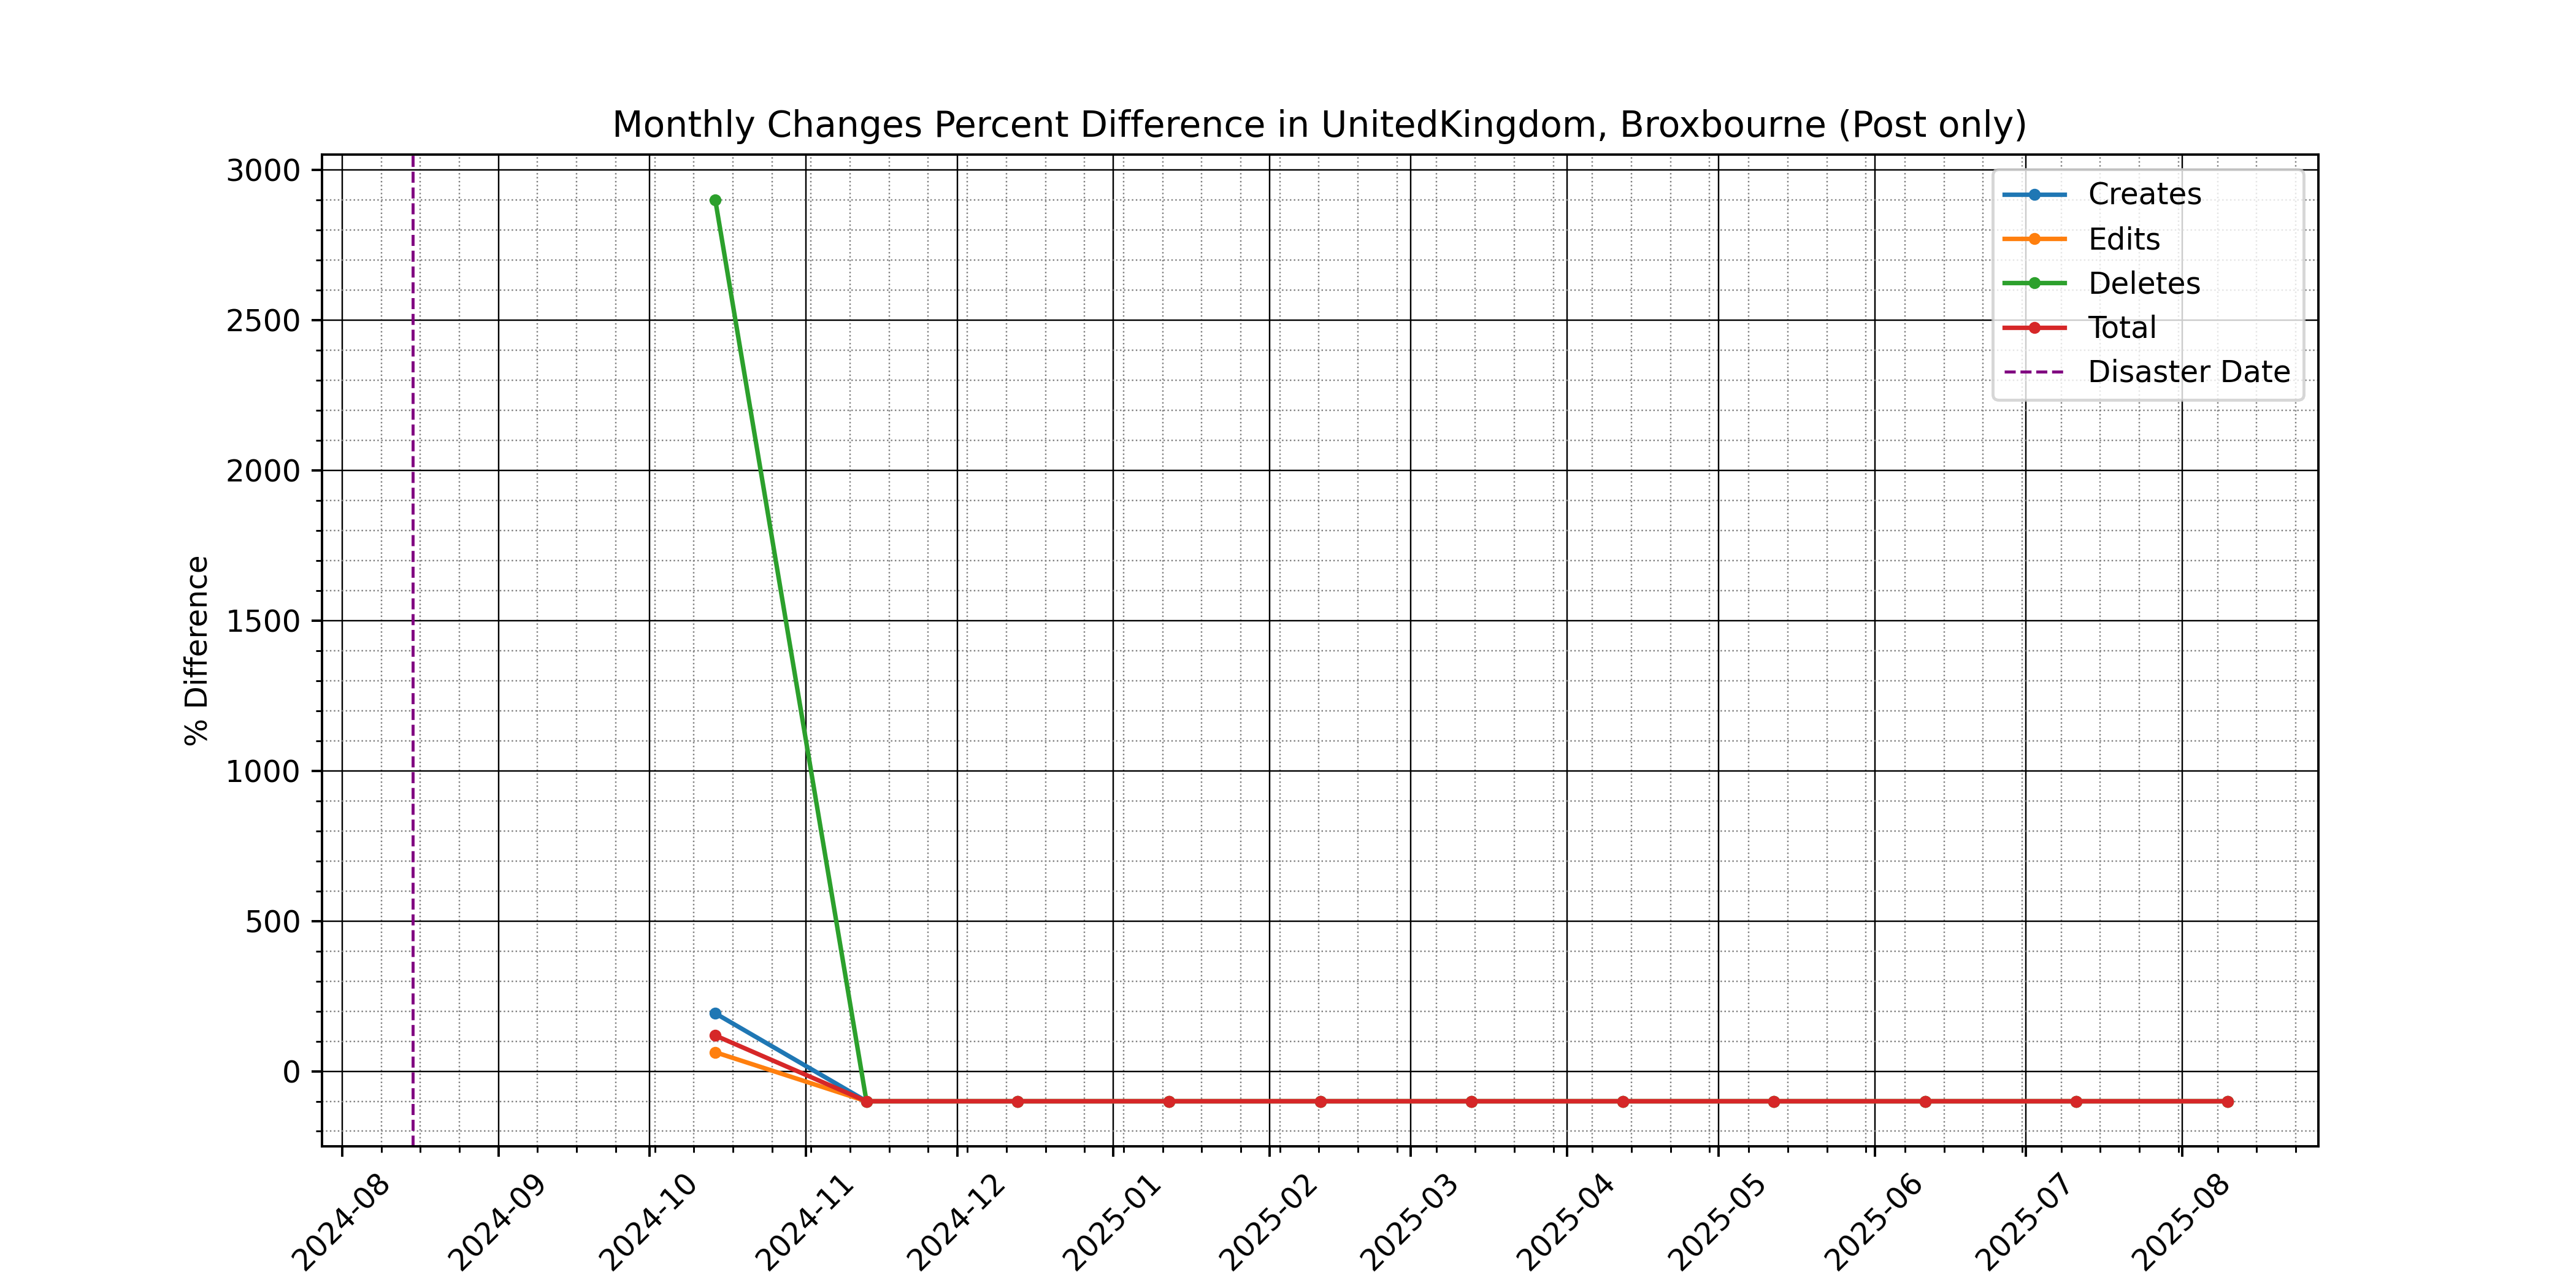 Monthly Changes Percent Difference in UnitedKingdom, Broxbourne (Post only)
% Difference
3000
2500
2000
1500
1000
500
0
Creates
Edits
Deletes
Total
Disaster Date
2024-08
2024-09
2024-10
2024-11
2024-12
2025-01
2025-02
2025-03
2025-04
2025-05
2025-06
2025-07
2025-08